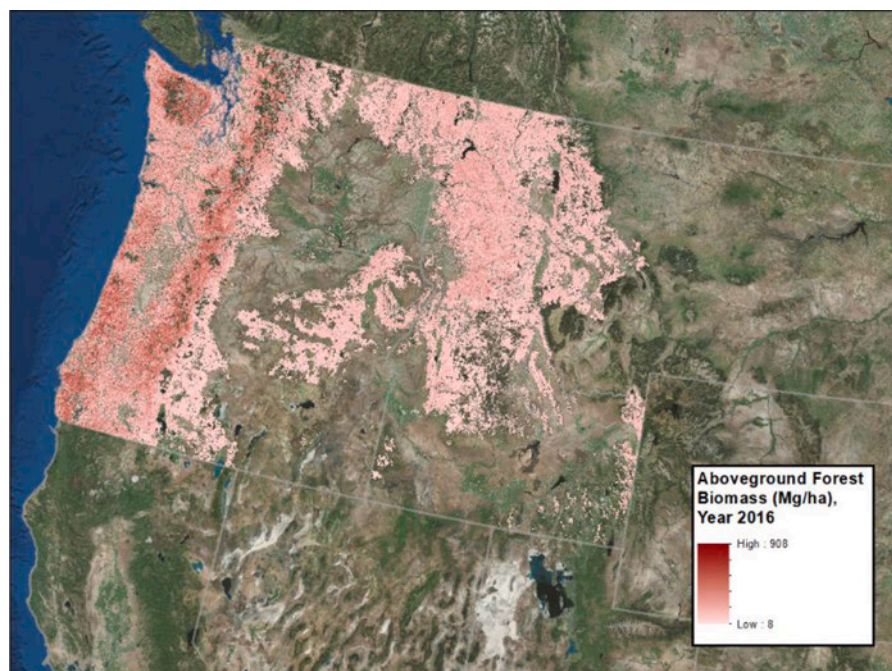 Aboveground Forest
Biomass (Mg/ha),
Year 2016
High : 908
Low : 8